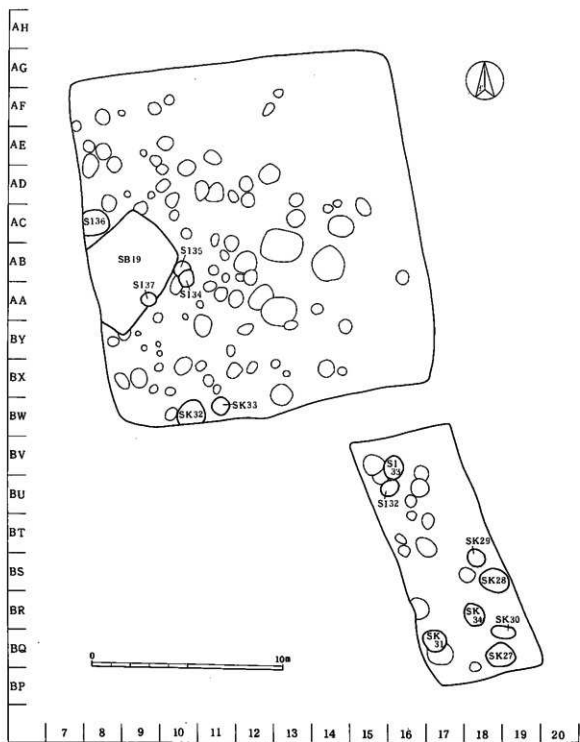 AH
AG
AF
AE
AD
AC
AB
AA
BY
BX
BW
BV
BU
BT
BS
BR
BQ
BP
S136
SB19
S135
S137
S134
SK32
SK33
SI
33
S132
SK29
SK28
SK
34
SK30
SK
31
SK27
0
10m
7 8 9 10 11 12 13 14 15 16 17 18 19 20